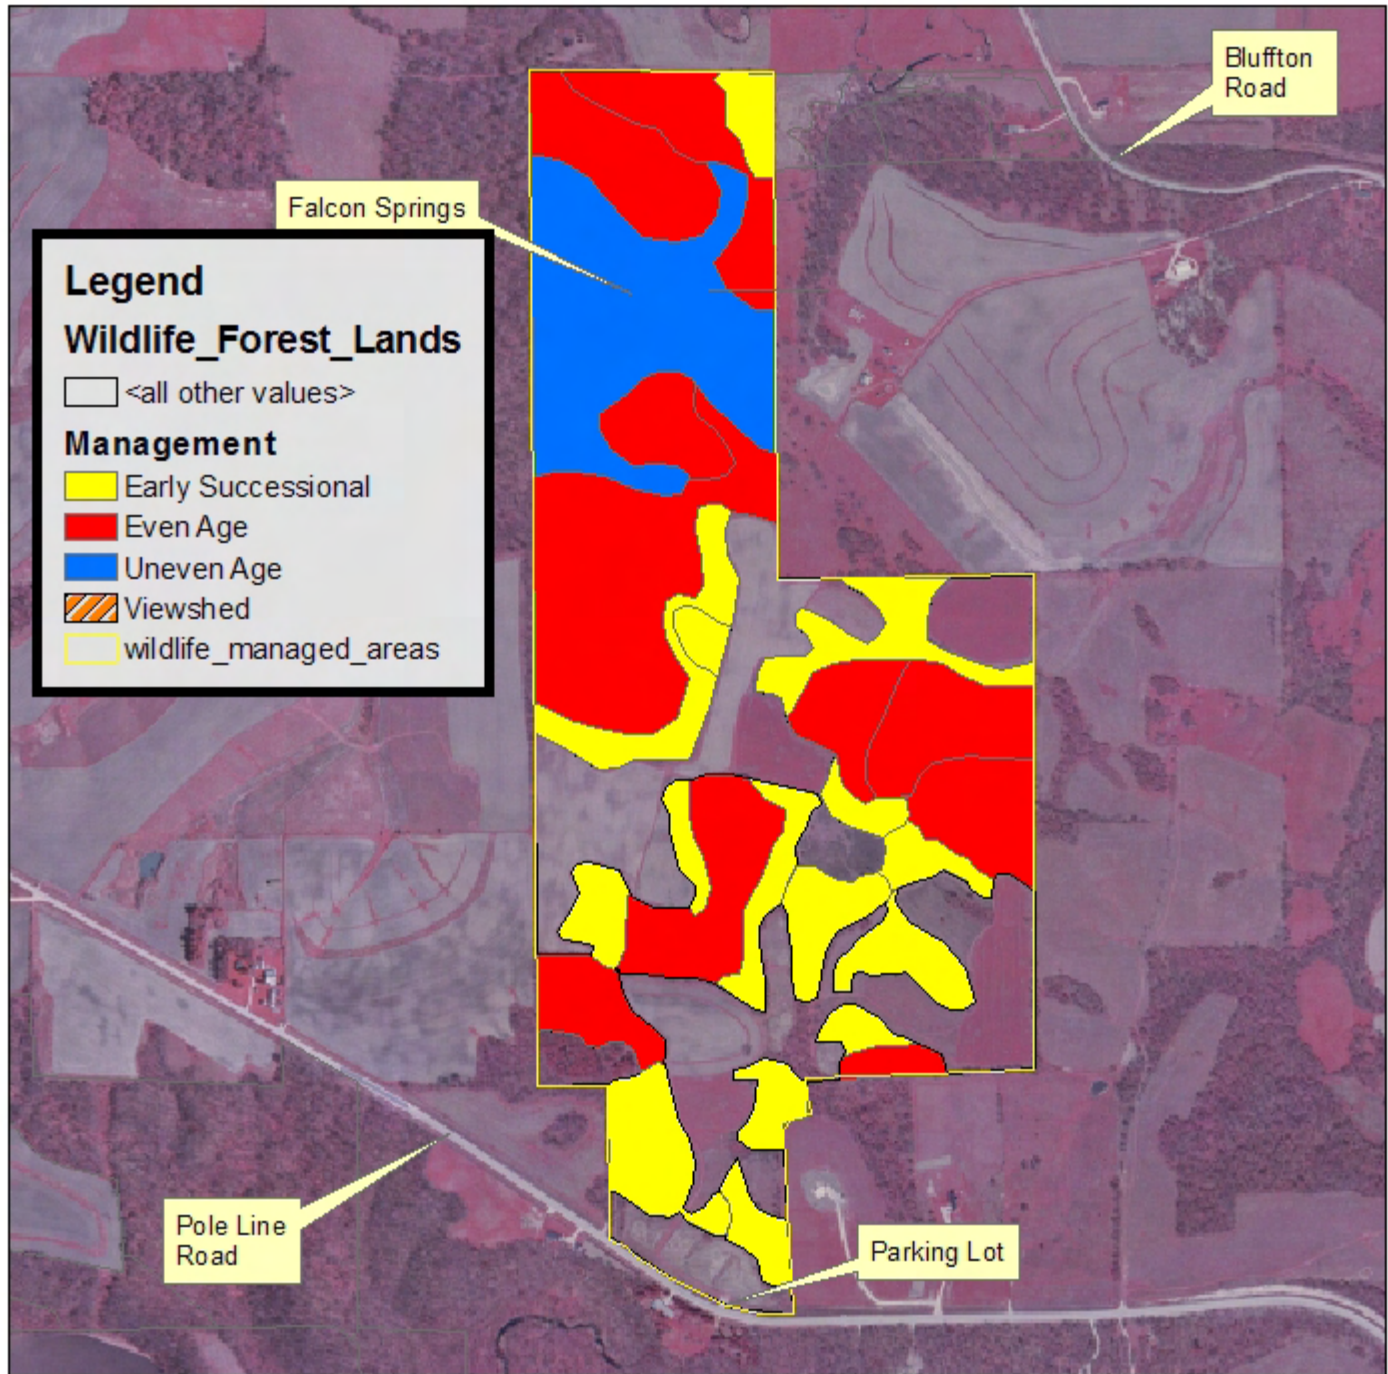 Bluffton
Road
Falcon Springs
Legend
Wildlife_Forest_Lands
<all other values>
Management
Early Successional
Even Age
Uneven Age
Viewshed
wildlife_managed_areas
Pole Line
Road
Parking Lot